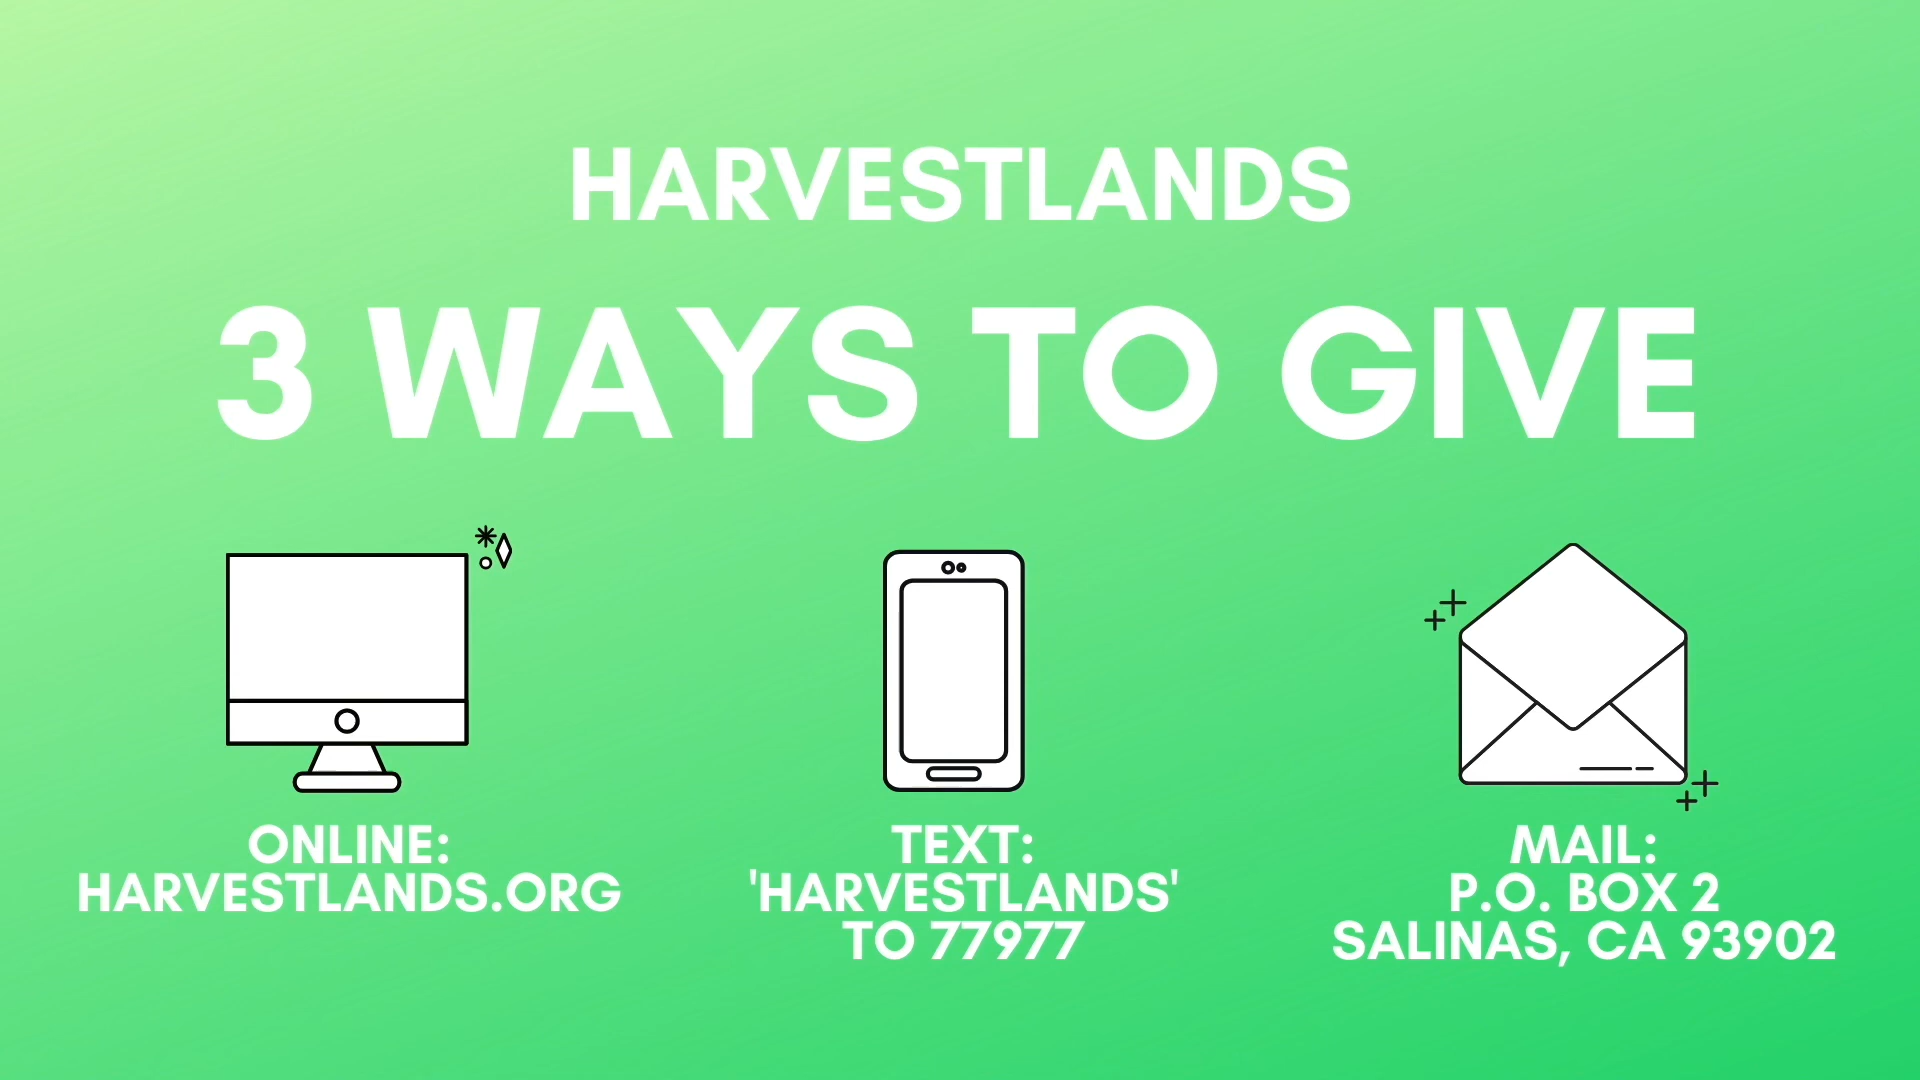 HARVESTLANDS
3 WAYS TO GIVE
ONLINE:
HARVESTLANDS.ORG
TEXT:
'HARVESTLANDS'
TO 77977
MAIL:
P.O. BOX 2
SALINAS, CA 93902